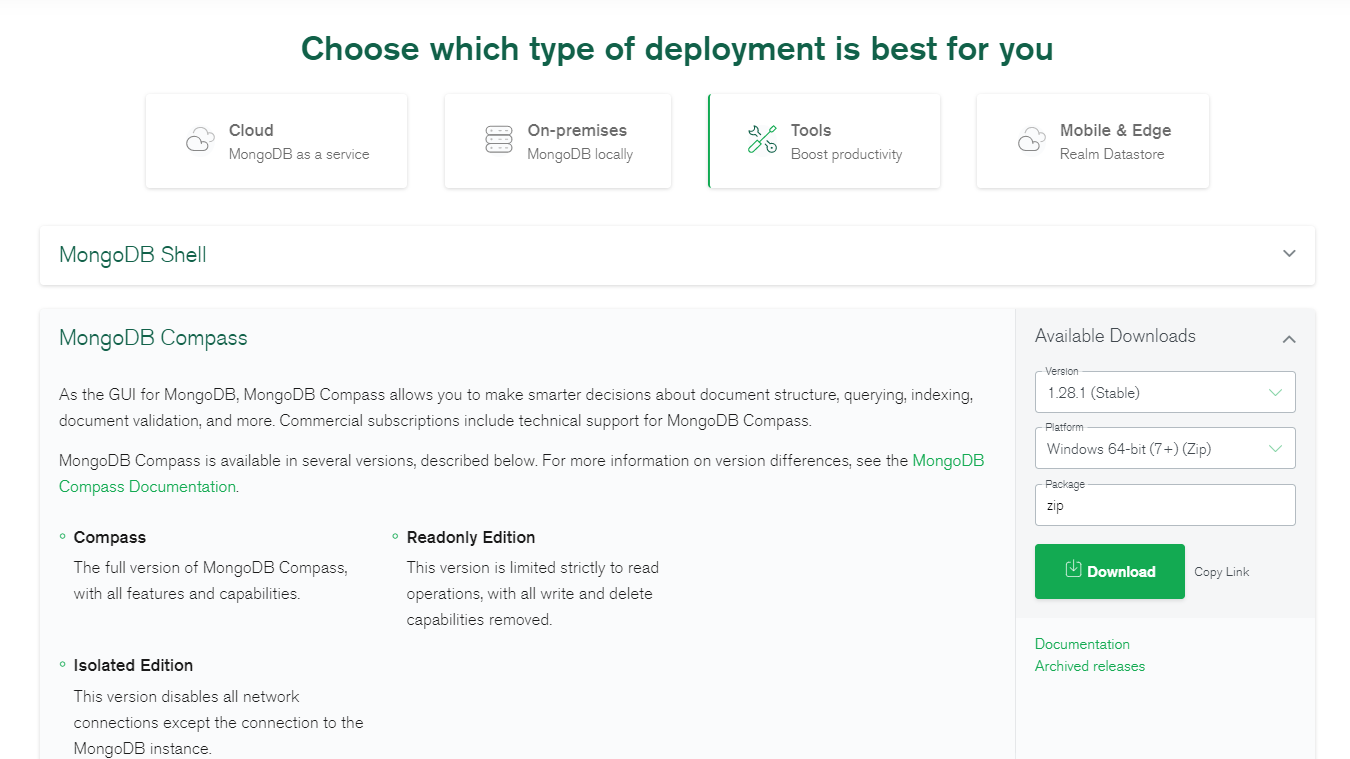 Choose which type of deployment is best for you
Cloud
MongoDB as a service
On-premises
MongoDB locally
Tools
Boost productivity
Mobile & Edge
Realm Datastore
MongoDB Shell
MongoDB Compass
As the GUI for MongoDB, MongoDB Compass allows you to make smarter decisions about document structure, querying, indexing,
document validation, and more. Commercial subscriptions include technical support for MongoDB Compass.
MongoDB Compass is available in several versions, described below. For more information on version differences, see the MongoDB
Compass Documentation.
Compass
The full version of MongoDB Compass,
with all features and capabilities.
Readonly Edition
This version is limited strictly to read
operations, with all write and delete
capabilities removed.
Isolated Edition
This version disables all network
connections except the connection to the
MongoDB instance.
Available Downloads
Version
1.28.1 (Stable)
Platform
Windows 64-bit (7+) (Zip)
Package
zip
Download
Copy Link
Documentation
Archived releases